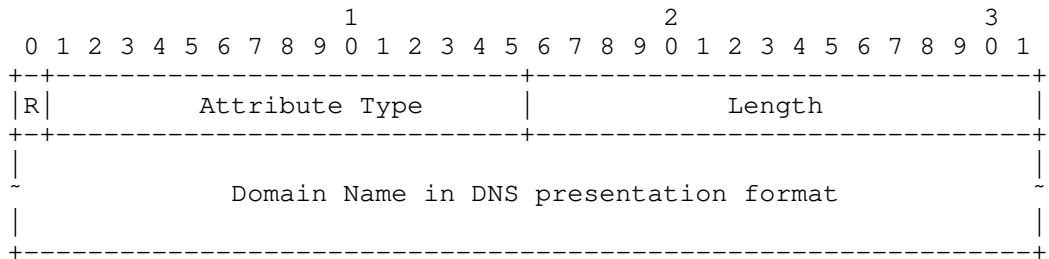 1                   2                   3
 0 1 2 3 4 5 6 7 8 9 0 1 2 3 4 5 6 7 8 9 0 1 2 3 4 5 6 7 8 9 0 1
+-+-----------------------------+-------------------------------+
|R|         Attribute Type      |            Length             |
+-+-----------------------------+-------------------------------+
|                                                               |
~             Domain Name in DNS presentation format            ~
|                                                               |
+---------------------------------------------------------------+